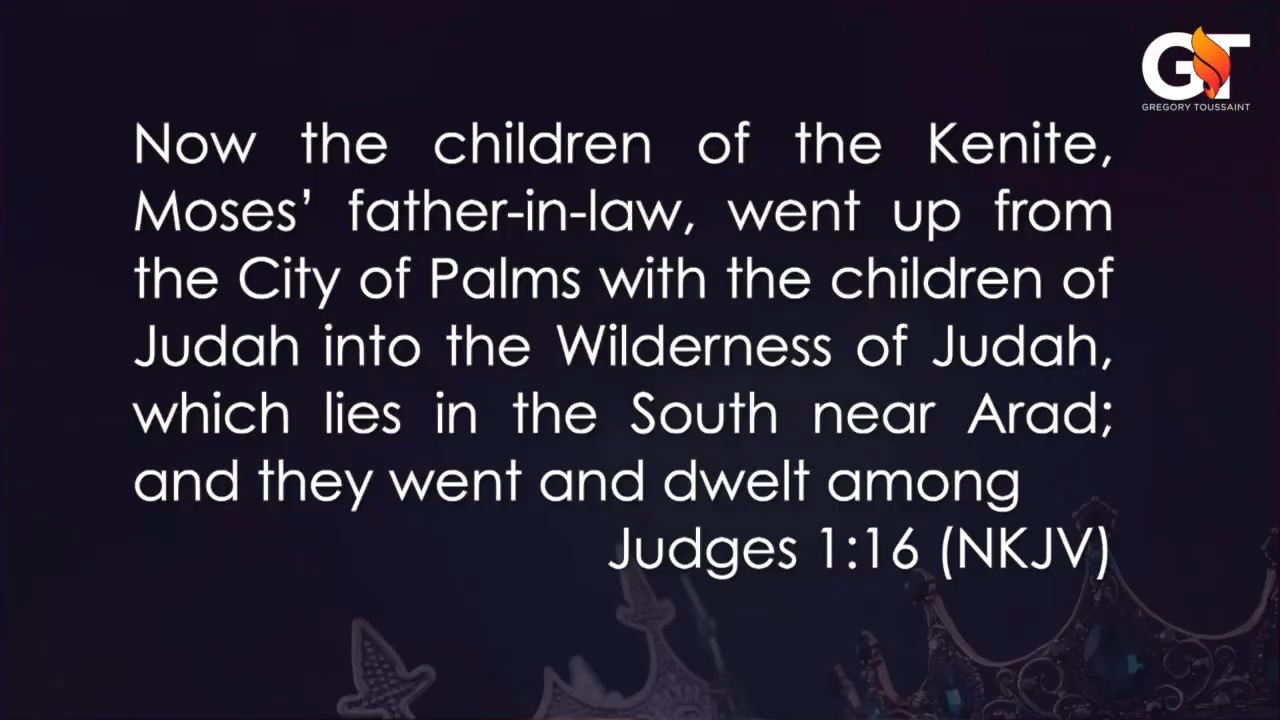 GT
GREGORY TOUSSAINT
Now the children of the Kenite,
Moses’ father-in-law, went up from
the City of Palms with the children of
Judah into the Wilderness of Judah,
which lies in the South near Arad;
and they went and dwelt among
Judges 1:16 (NKJV)